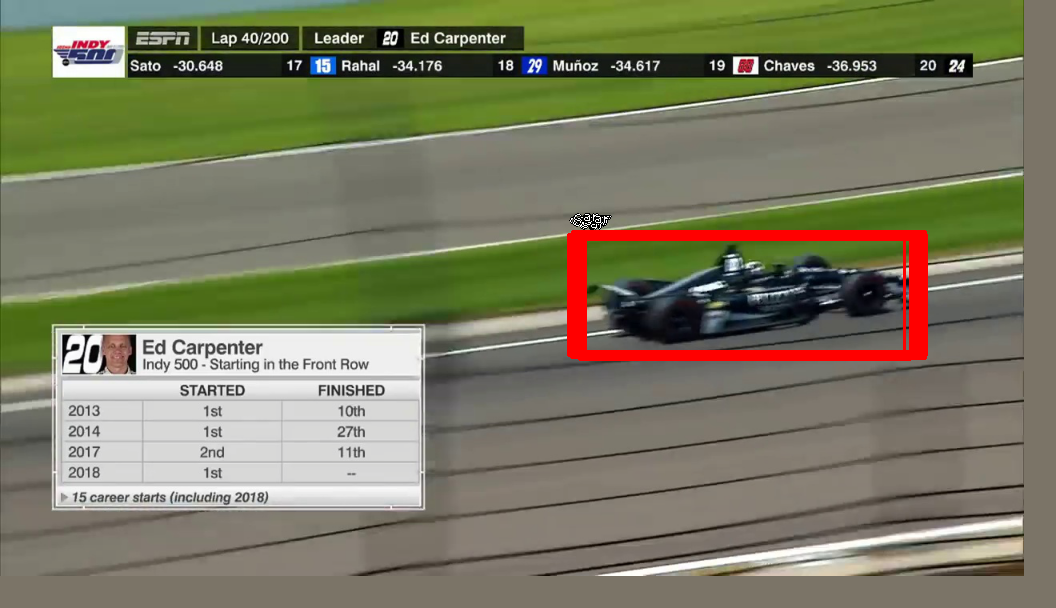 INDY
500
ESPN Lap 40/200 Leader 20 Ed Carpenter
Sato -30.648 17 15 Rahal -34.176 18 29 Muñoz -34.617 19 88 Chaves -36.953 20 24
20 Ed Carpenter
Indy 500 - Starting in the Front Row
STARTED FINISHED
2013 1st 10th
2014 1st 27th
2017 2nd 11th
2018 1st --
15 career starts (including 2018)